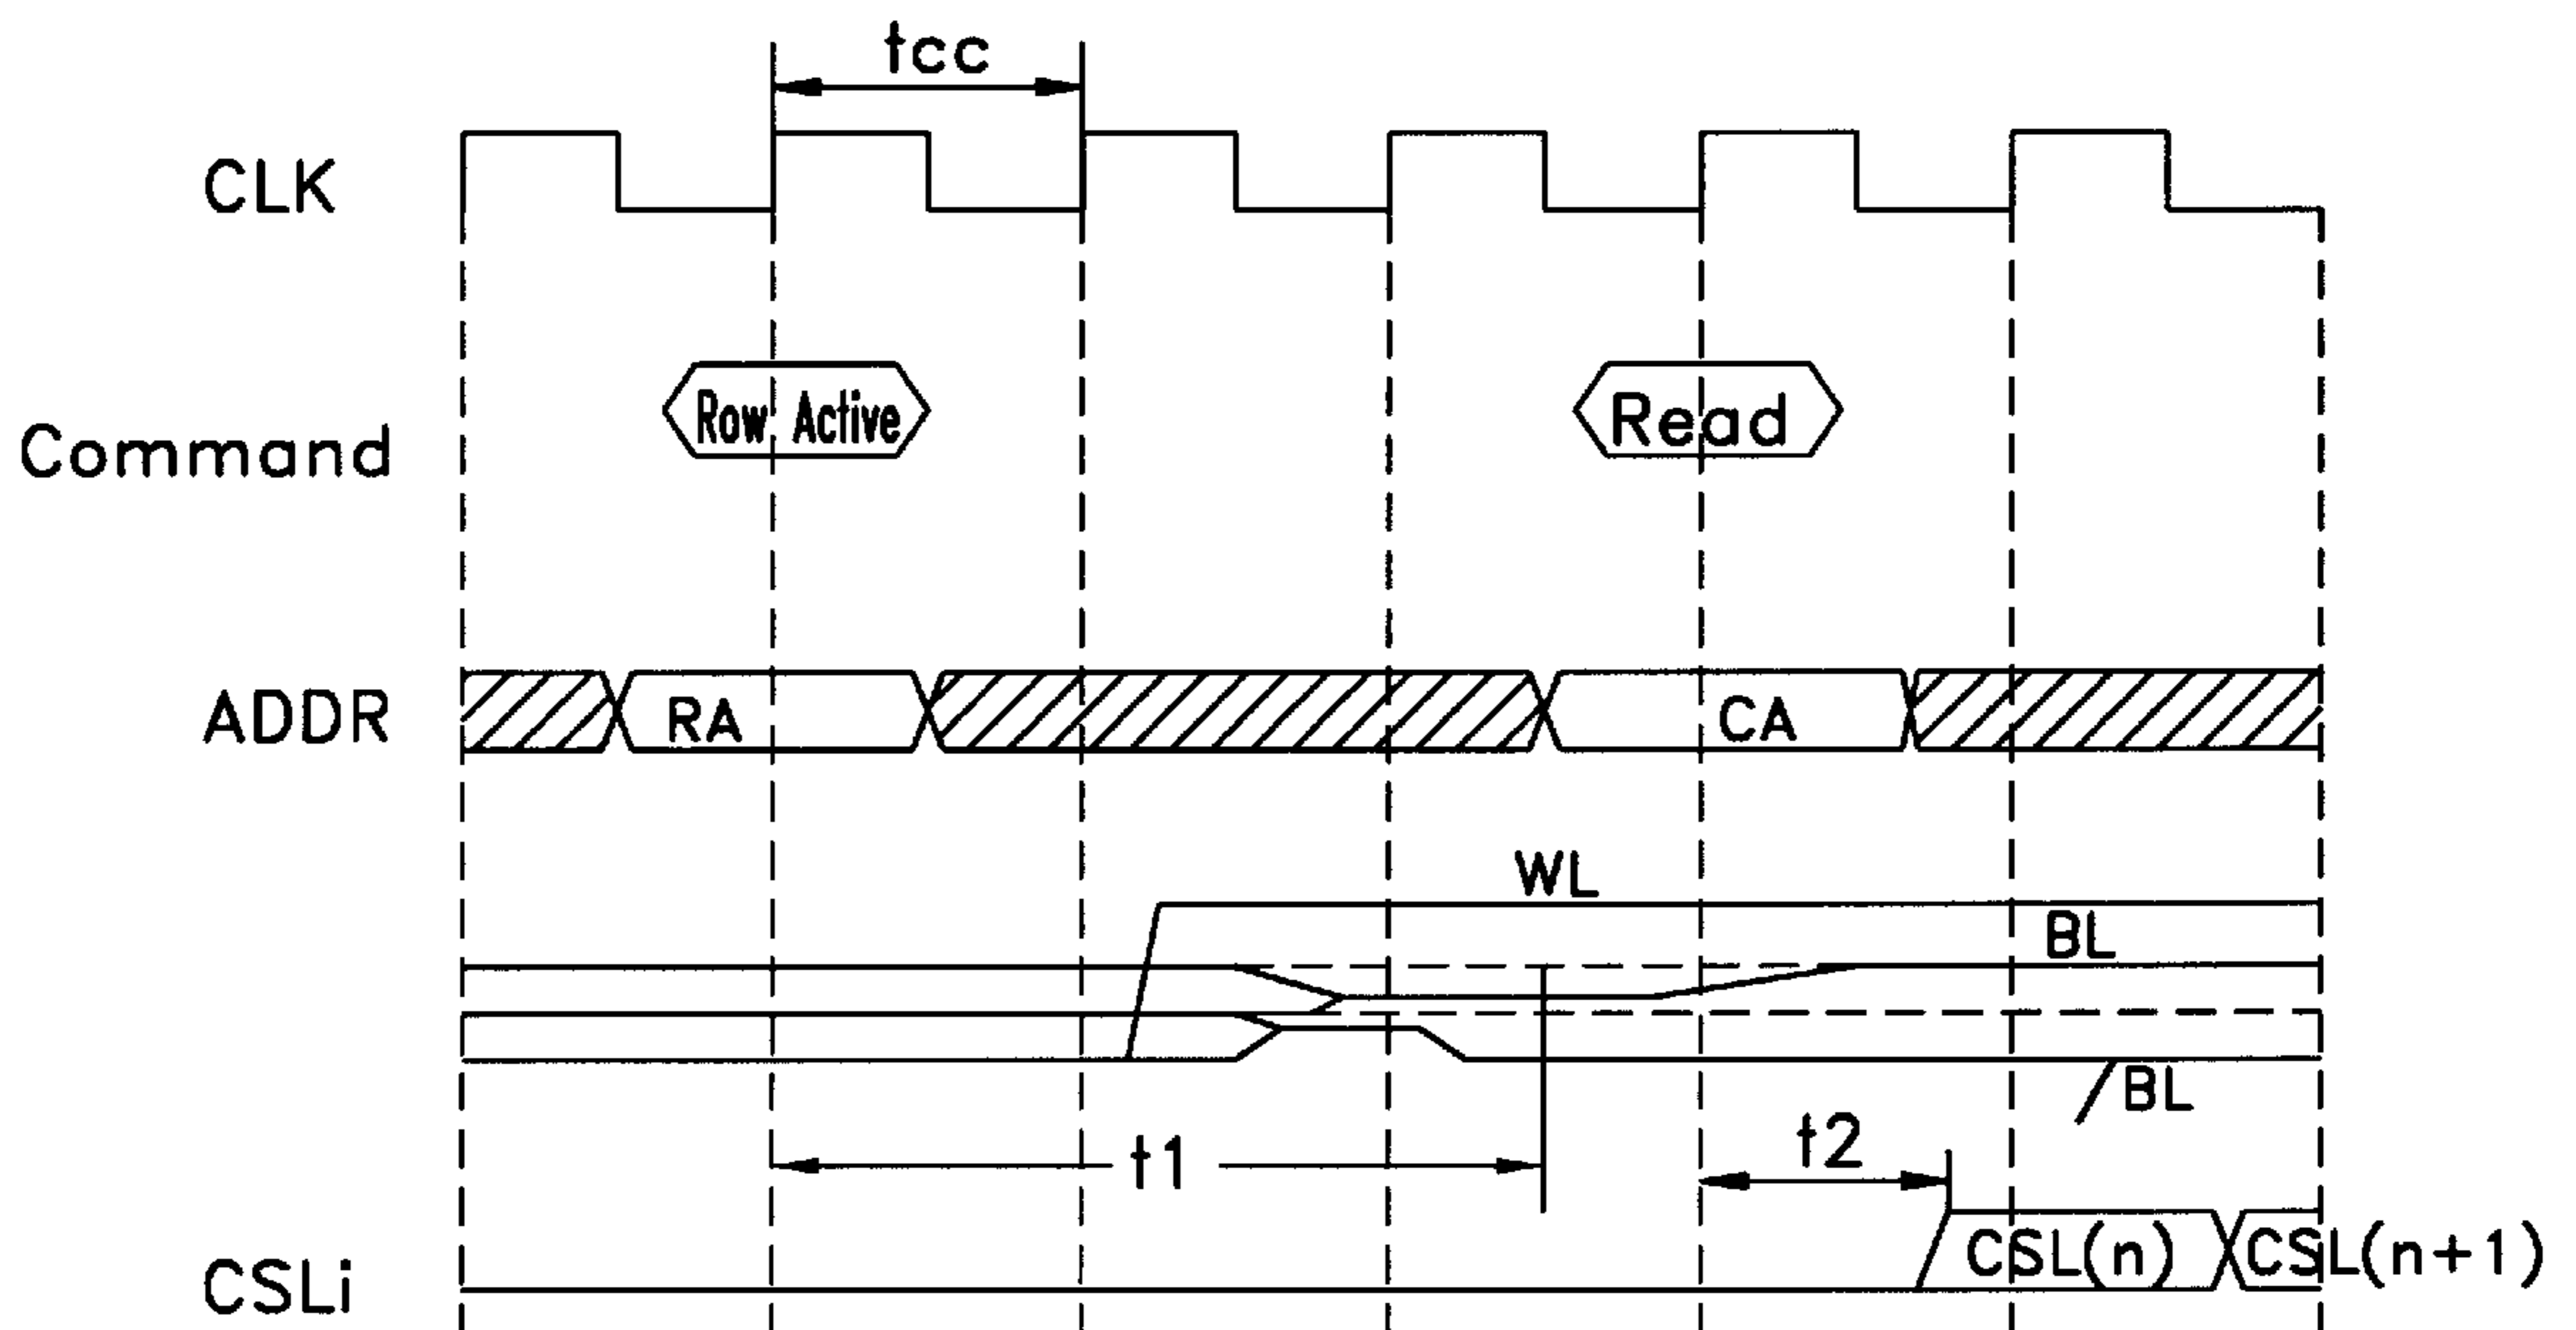 tcc
CLK
Row Active
Read
Command
ADDR
RA
CA
WL
BL
/BL
t1
t2
CSLi
CSL(n)
CSL(n+1)